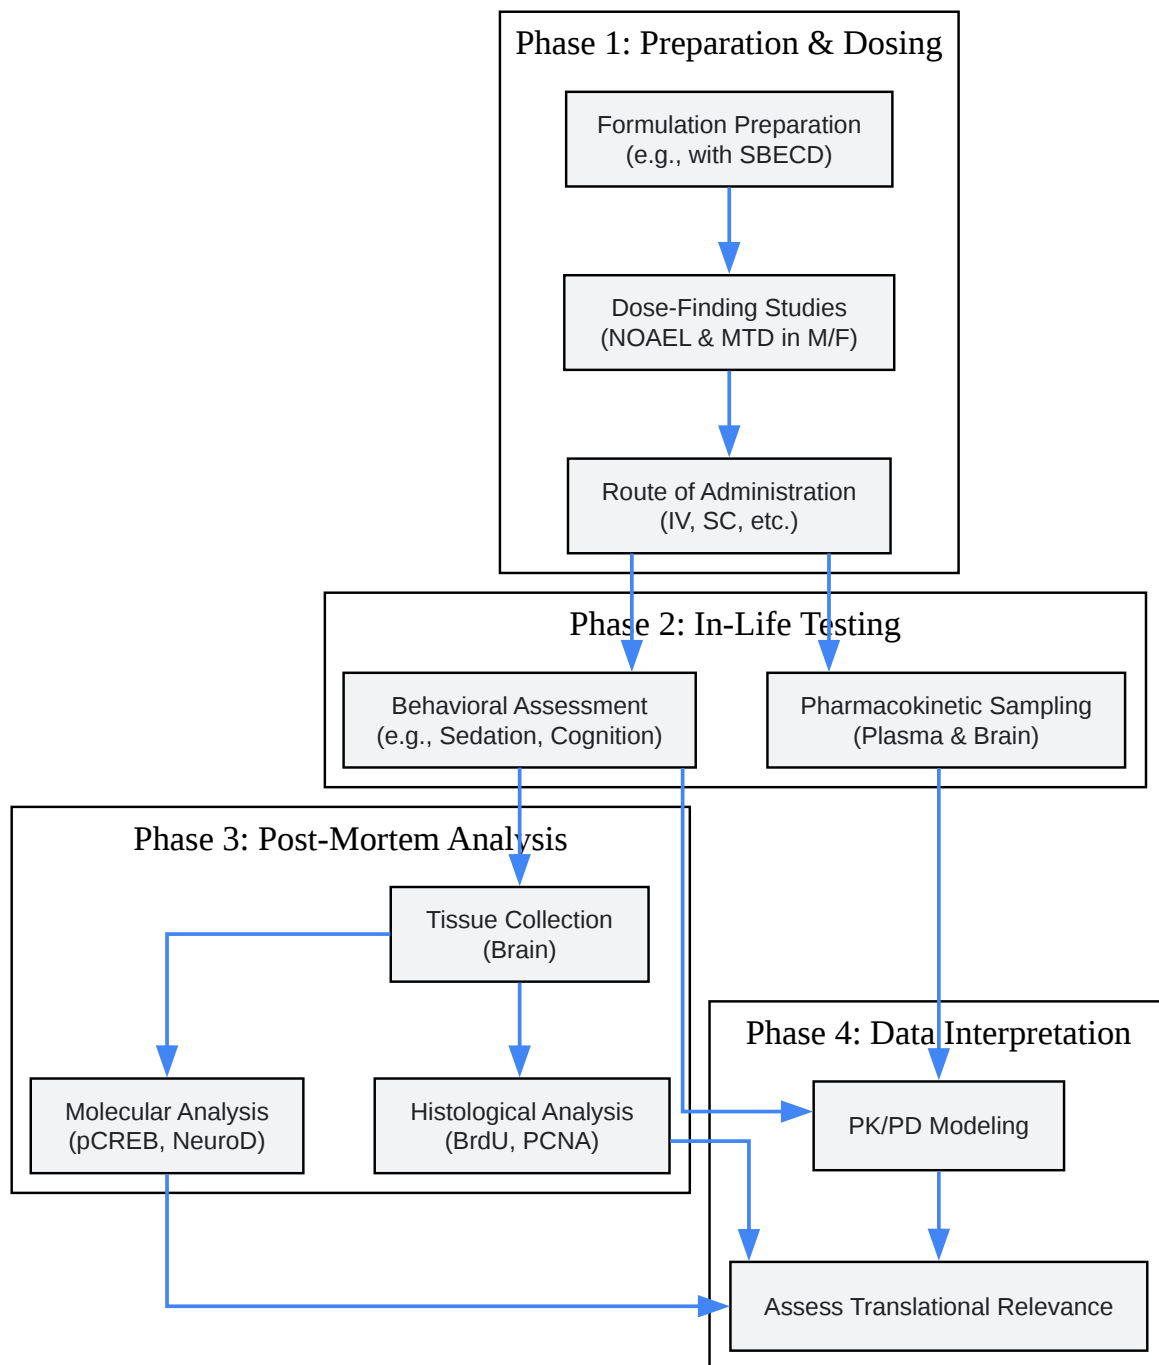 Phase 1: Preparation & Dosing
Formulation Preparation
(e.g., with SBECD)
Dose-Finding Studies
(NOAEL & MTD in M/F)
Route of Administration
(IV, SC, etc.)
Phase 2: In-Life Testing
Behavioral Assessment
(e.g., Sedation, Cognition)
Pharmacokinetic Sampling
(Plasma & Brain)
Phase 3: Post-Mortem Analysis
Tissue Collection
(Brain)
Molecular Analysis
(pCREB, NeuroD)
Histological Analysis
(BrdU, PCNA)
Phase 4: Data Interpretation
PK/PD Modeling
Assess Translational Relevance